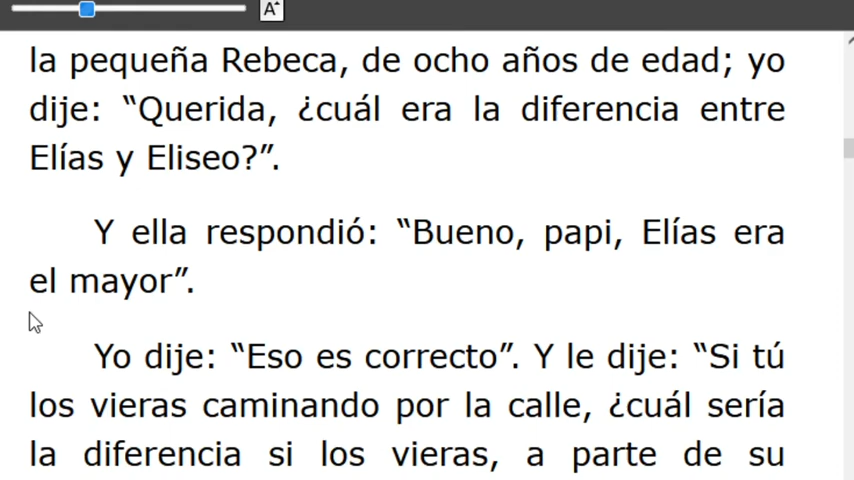 A
la pequeña Rebeca, de ocho años de edad; yo
dije: “Querida, ¿cuál era la diferencia entre
Elías y Eliseo?”.
Y ella respondió: “Bueno, papi, Elías era
el mayor”.
Yo dije: “Eso es correcto”. Y le dije: “Si tú
los vieras caminando por la calle, ¿cuál sería
la diferencia si los vieras, a parte de su